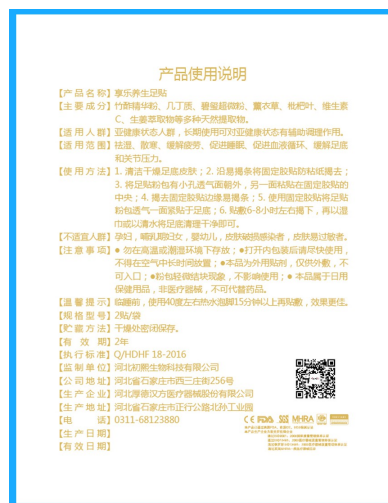 产品使用说明
【产品名称】享乐养生足贴
【主要成分】竹酢精华粉、几丁质、碧玺超微粉、薰衣草、枇杷叶、维生素
C、生姜萃取物等多种天然提取物。
【适用人群】亚健康状态人群，长期使用可对亚健康状态有辅助调理作用。
【适用范围】祛湿、散寒、缓解疲劳、促进睡眠、促进血液循环、缓解足底
和关节压力。
【使用方法】1. 清洁干燥足底皮肤；2. 沿易揭条将固定胶贴防粘纸揭去；
3. 将足贴粉包有小孔透气面朝外，另一面粘贴在固定胶贴的
中央；4. 揭去固定胶贴边缘易揭条；5. 使用固定胶贴将足贴
粉包透气一面紧贴于足底；6. 贴敷6-8小时左右揭下，再以湿
巾或以清水将足底清理干净即可。
【不适宜人群】孕妇，哺乳期妇女，婴幼儿，皮肤破损感染者，皮肤易过敏者。
【注意事项】●勿在高温或潮湿环境下存放；●打开内包装后请尽快使用，
不得在空气中长时间放置；●本品为外用贴剂，仅供外敷，不
可入口；●粉包轻微结块现象，不影响使用；●本品属于日用
保健用品，非医疗器械，不可代替药品。
【温馨提示】临睡前，使用40度左右热水泡脚15分钟以上再贴敷，效果更佳。
【规格型号】2贴/袋
【贮藏方法】干燥处密闭保存。
【有效期】2年
【执行标准】Q/HDHF 18-2016
【监制单位】河北初熙生物科技有限公司
【公司地址】河北省石家庄市西三庄街256号
【生产企业】河北厚德汉方医疗器械股份有限公司
【生产地址】河北省石家庄市正行公路北孙工业园
【电话】0311-68123880
CE FDA SGS MHRA
【生产日期】
【有效日期】